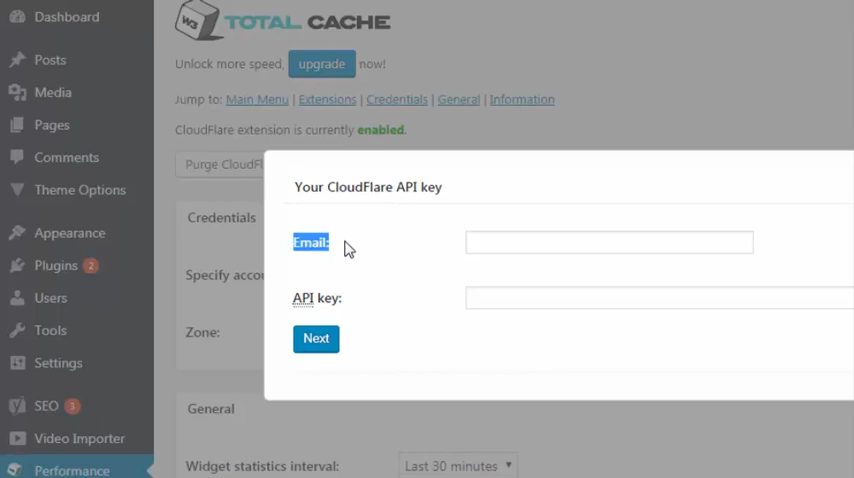 Dashboard
Posts
Media
Pages
Comments
Theme Options
Appearance
Plugins 2
Users
Tools
Settings
SEO 3
Video Importer
Performance
W3 TOTAL CACHE
Unlock more speed, upgrade now!
Jump to: Main Menu | Extensions | Credentials | General | Information
CloudFlare extension is currently enabled.
Purge CloudFl
Credentials
Specify accou
Zone:
Your CloudFlare API key
Email:
API key:
Next
General
Widget statistics interval: Last 30 minutes